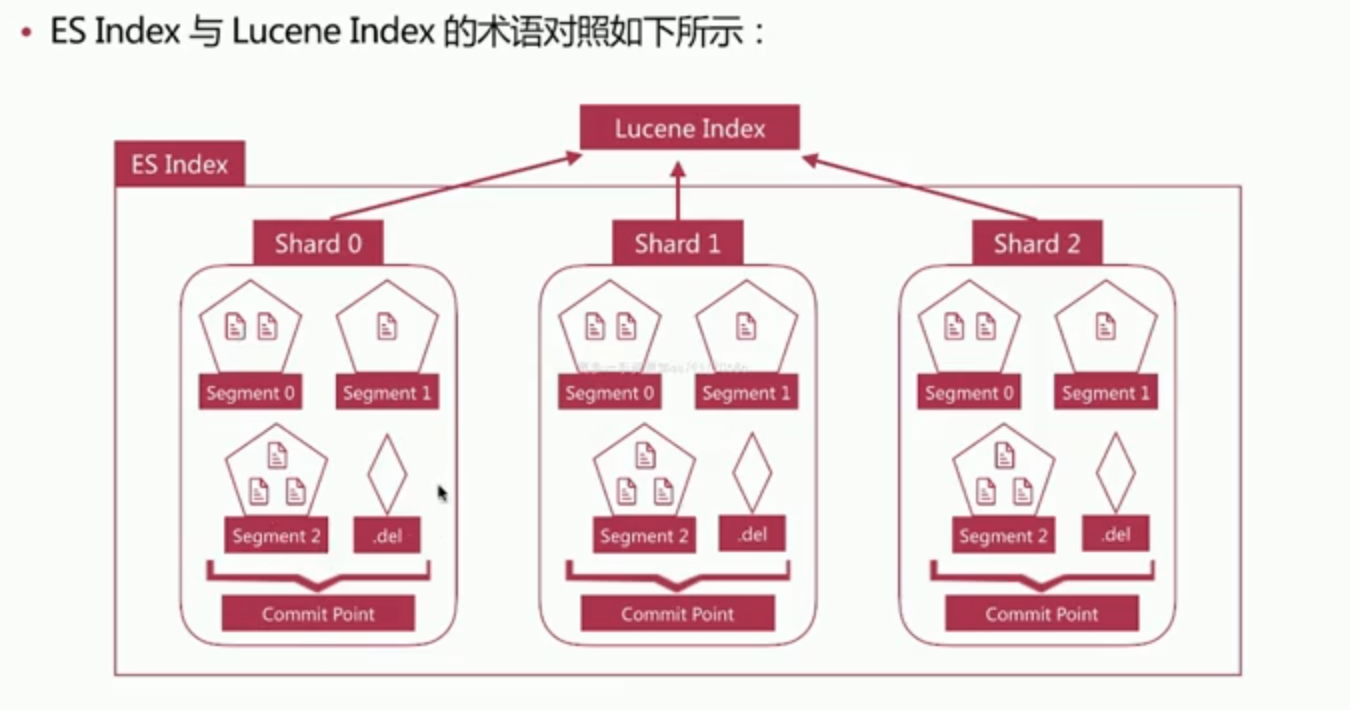 • ES Index 与 Lucene Index 的术语对照如下所示：
Lucene Index
ES Index
Shard 0
Shard 1
Shard 2
Segment 0
Segment 1
Segment 0
Segment 1
Segment 0
Segment 1
Segment 2
.del
Segment 2
.del
Segment 2
.del
Commit Point
Commit Point
Commit Point